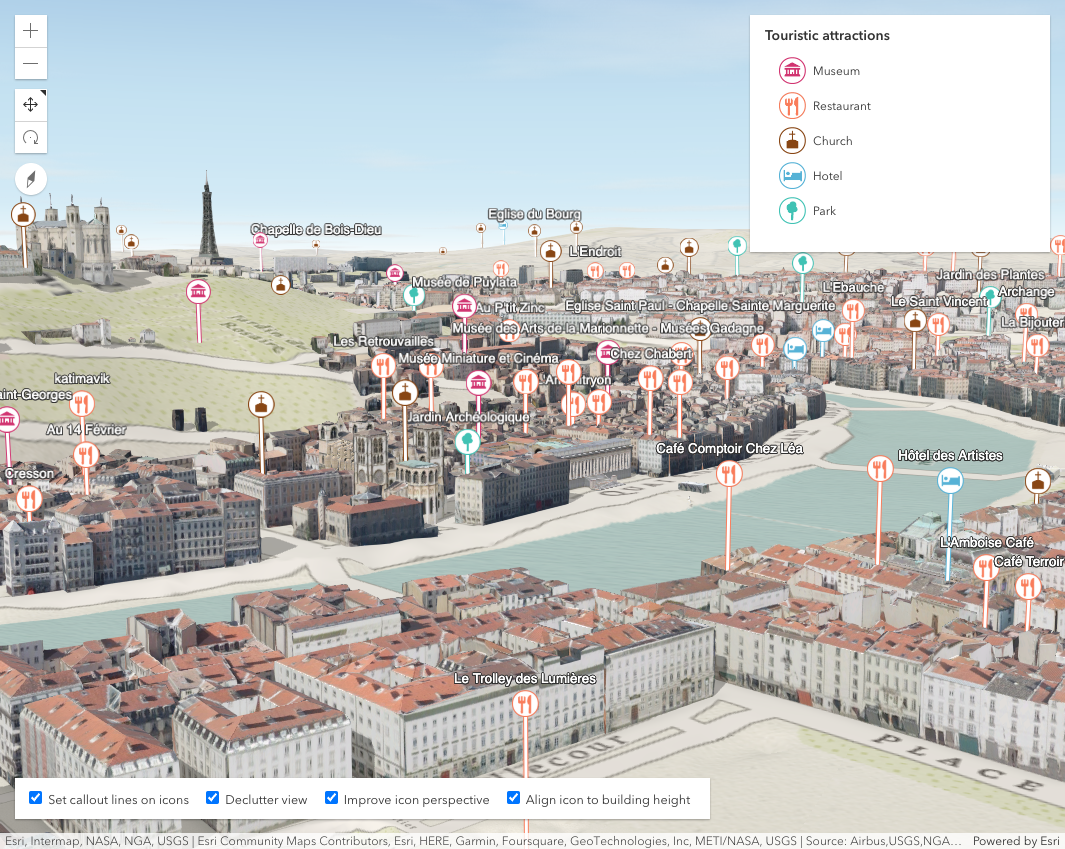 Touristic attractions
Museum
Restaurant
Church
Hotel
Park
Eglise du Bourg
Chapelle de Bois-Dieu
L'Endroit
Jardin des Plantes
Musée de Puylata
L'Ebauche
Archange
Le Saint Vincent
Au P'tit Zinc
Eglise Saint Paul - Chapelle Sainte Marguerite
La Bijouter
Musée des Arts de la Marionnette - Musées Gadagne
Les Retrouvailles
Chez Chabert
Musée Miniature et Cinéma
katimavik
aint-Georges
Jardin Archéologique
Au 14 Février
Café Comptoir Chez Léa
Hôtel des Artistes
Cresson
L'Amboise Café
Café Terroir
Le Trolley des Lumières
lecour
PLACE
Set callout lines on icons
Declutter view
Improve icon perspective
Align icon to building height
Esri, Intermap, NASA, NGA, USGS | Esri Community Maps Contributors, Esri, HERE, Garmin, Foursquare, GeoTechnologies, Inc, METI/NASA, USGS | Source: Airbus,USGS,NGA…
Powered by Esri